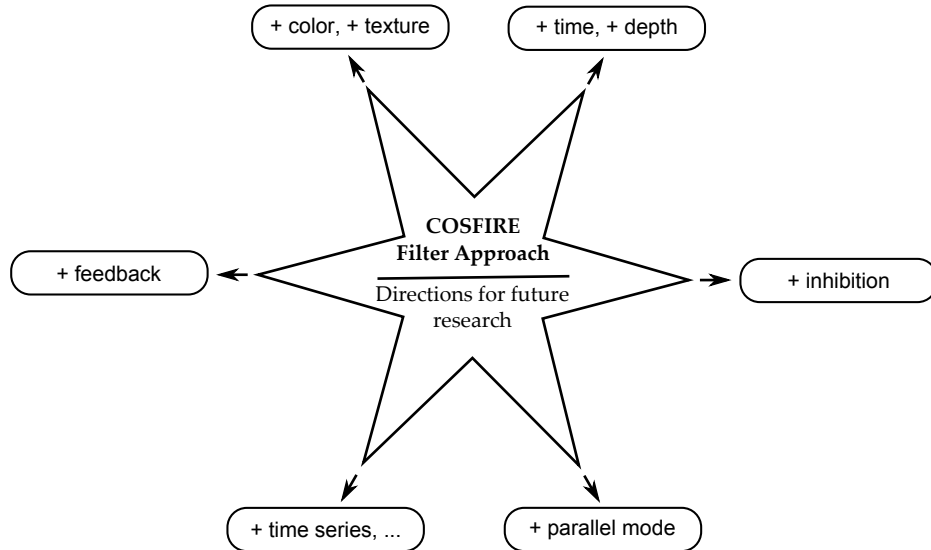 + color, + texture
+ time, + depth
COSFIRE
Filter Approach
Directions for future
research
+ feedback
+ inhibition
+ time series, ...
+ parallel mode